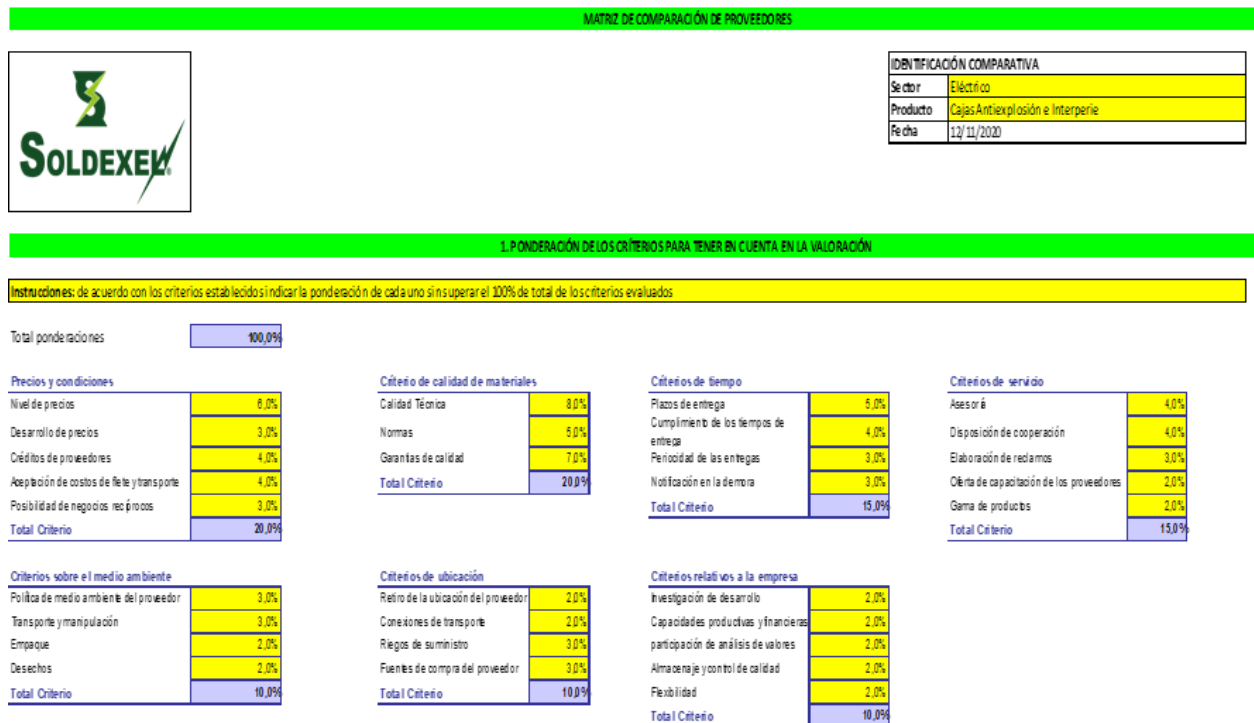 MATRIZ DE COMPARACIÓN DE PROVEEDORES
SOLDEXEL®
IDENTIFICACIÓN COMPARATIVA
Sector Eléctrico
Producto Cajas Antiexplosión e Interperie
Fecha 12/11/2020
1. PONDERACIÓN DE LOS CRÍTERIOS PARA TENER EN CUENTA EN LA VALORACIÓN
Instrucciones: de acuerdo con los criterios establecidos indicar la ponderación de cada uno sin superar el 100% de total de los criterios evaluados
Total ponderaciones 100,0%
Precios y condiciones
Nivel de precios 6,0%
Desarrollo de precios 3,0%
Créditos de proveedores 4,0%
Aceptación de costos de flete y transporte 4,0%
Posibilidad de negocios recíprocos 3,0%
Total Criterio 20,0%
Críterio de calidad de materiales
Calidad Técnica 8,0%
Normas 5,0%
Garantías de calidad 7,0%
Total Criterio 20,0%
Críterios de tiempo
Plazos de entrega 5,0%
Cumplimiento de los tiempos de
entrega 4,0%
Periocidad de las entregas 3,0%
Notificación en la demora 3,0%
Total Criterio 15,0%
Criterios de servicio
Asesoría 4,0%
Disposición de cooperación 4,0%
Elaboración de reclamos 3,0%
Oferta de capacitación de los proveedores 2,0%
Gama de productos 2,0%
Total Criterio 15,0%
Criterios sobre el medio ambiente
Política de medio ambiente del proveedor 3,0%
Transporte y manipulación 3,0%
Empaque 2,0%
Desechos 2,0%
Total Criterio 10,0%
Criterios de ubicación
Retiro de la ubicación del proveedor 2,0%
Conexiones de transporte 2,0%
Riegos de suministro 3,0%
Fuentes de compra del proveedor 3,0%
Total Criterio 10,0%
Criterios relativos a la empresa
Investigación de desarrollo 2,0%
Capacidades productivas y financieras 2,0%
participación de análisis de valores 2,0%
Almacenaje y control de calidad 2,0%
Flexibilidad 2,0%
Total Criterio 10,0%